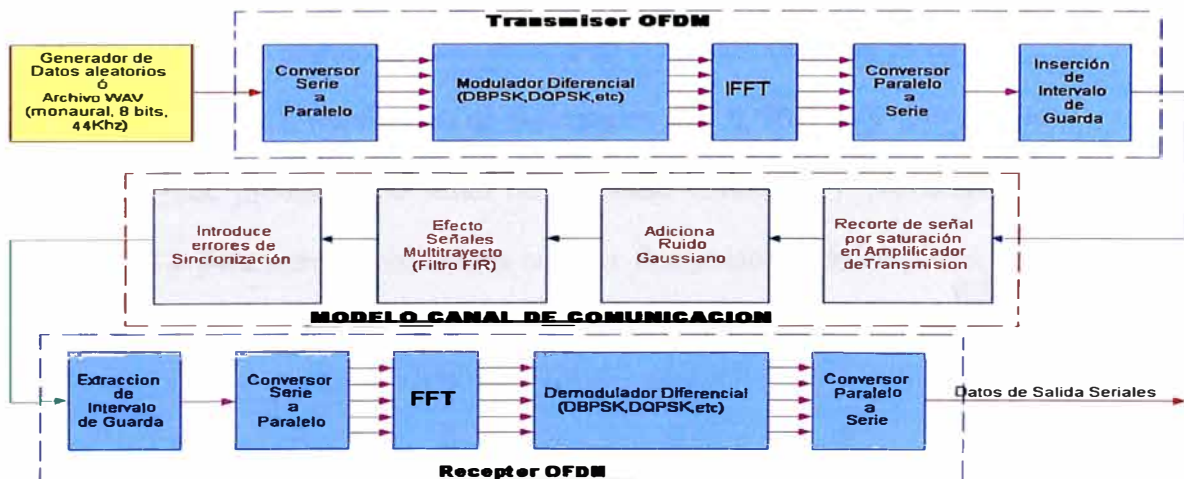 Transmisor OFDM
Generador de
Datos aleatorios
Ó
Archivo WAV
(monaural, 8 bits,
44Khz)
Conversor
Serie
a
Paralelo
Modulador Diferencial
(DBPSK,DQPSK,etc)
IFFT
Conversor
Paralelo
a
Serie
Inserción
de
Intervalo
de
Guarda
Introduce
errores de
Sincronización
Efecto
Señales
Multitrayecto
(Filtro FIR)
Adiciona
Ruido
Gaussiano
Recorte de señal
por saturación
en Amplificador
deTransmision
MODELO CANAL DE COMUNICACION
Extraccion
de
Intervalo
de Guarda
Conversor
Serie
a
Paralelo
FFT
Demodulador Diferencial
(DBPSK,DQPSK,etc)
Conversor
Paralelo
a
Serie
Datos de Salida Seriales
Receptor OFDM